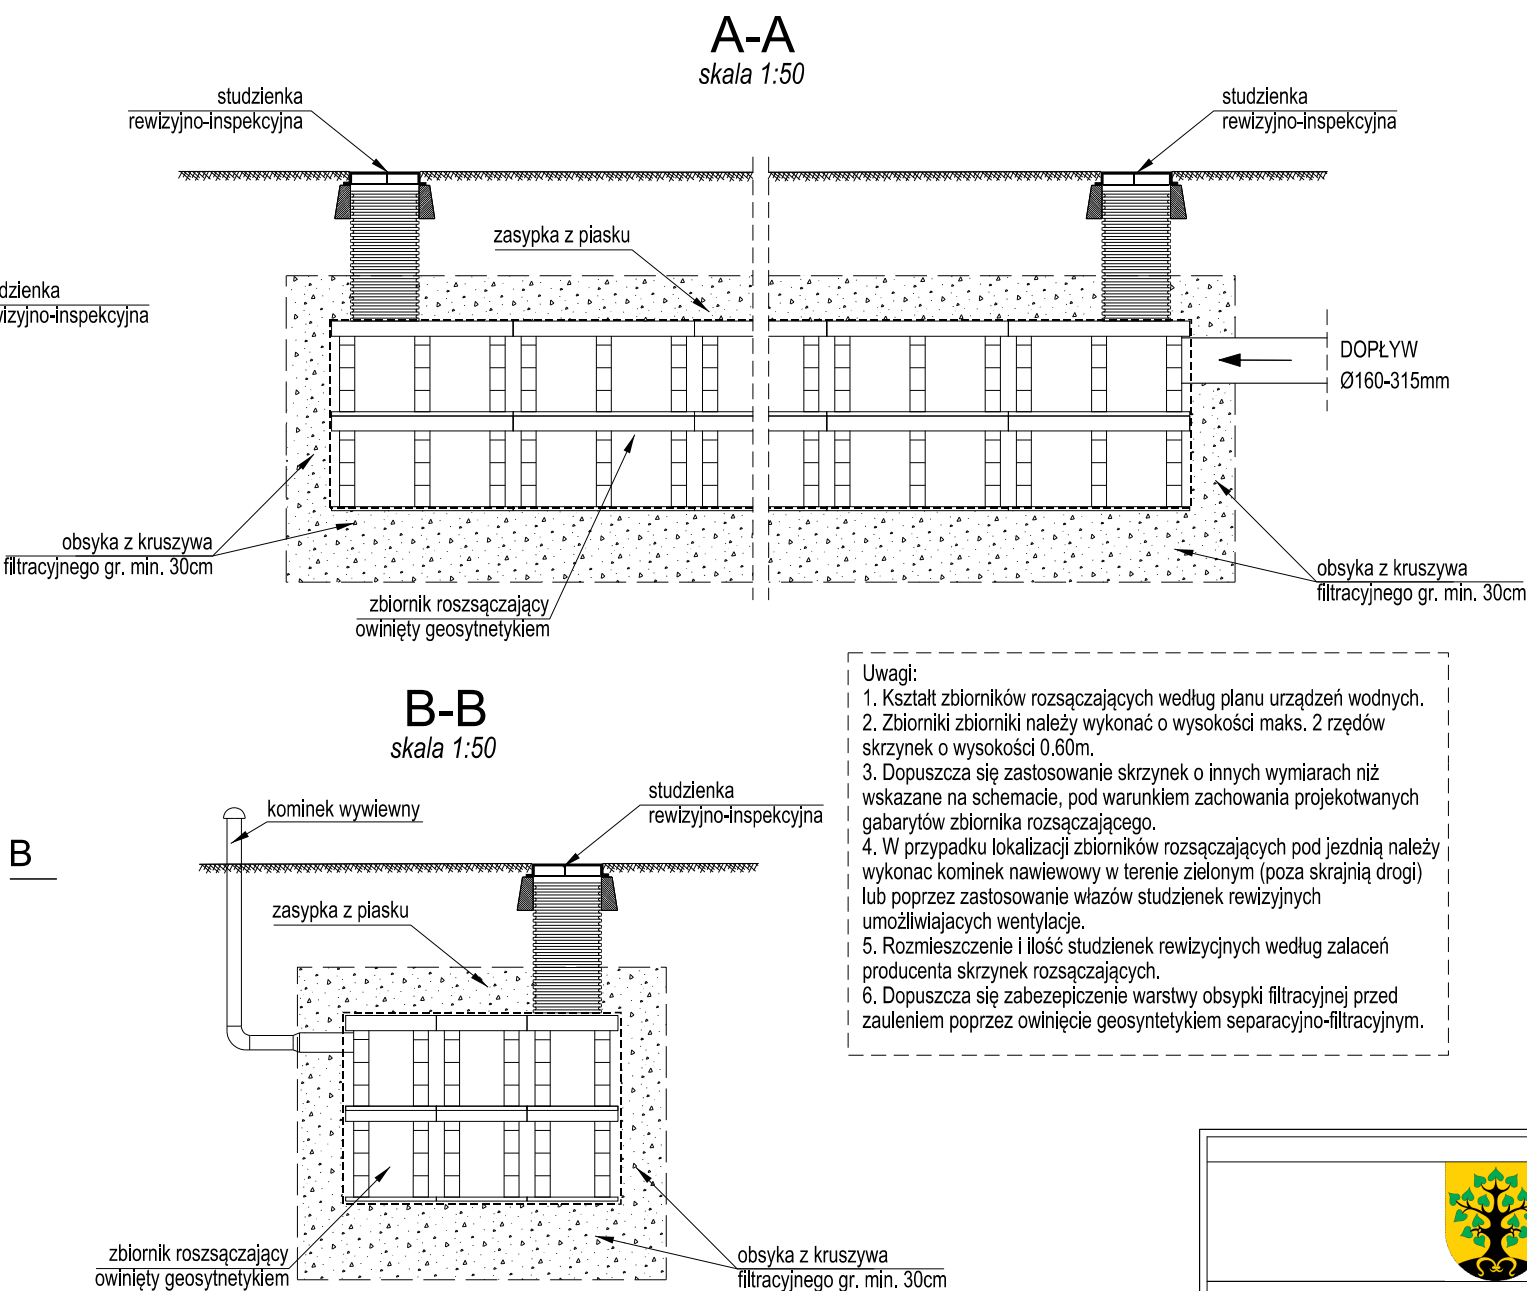 A-A
skala 1:50
studzienka
rewizyjno-inspekcyjna
studzienka
rewizyjno-inspekcyjna
zasypka z piasku
dzienka
wizyjno-inspekcyjna
DOPŁYW
Ø160-315mm
obsyka z kruszywa
filtracyjnego gr. min. 30cm
obsyka z kruszywa
filtracyjnego gr. min. 30cm
zbiornik roszsączający
owinięty geosytnetykiem
B-B
skala 1:50
kominek wywiewny
studzienka
rewizyjno-inspekcyjna
B
zasypka z piasku
zbiornik roszsączający
owinięty geosytnetykiem
obsyka z kruszywa
filtracyjnego gr. min. 30cm
Uwagi:
1. Kształt zbiorników rozsączających według planu urządzeń wodnych.
2. Zbiorniki zbiorniki należy wykonać o wysokości maks. 2 rzędów
skrzynek o wysokości 0.60m.
3. Dopuszcza się zastosowanie skrzynek o innych wymiarach niż
wskazane na schemacie, pod warunkiem zachowania projekotwanych
gabarytów zbiornika rozsączającego.
4. W przypadku lokalizacji zbiorników rozsączających pod jezdnią należy
wykonac kominek nawiewowy w terenie zielonym (poza skrajnią drogi)
lub poprzez zastosowanie włazów studzienek rewizyjnych
umożliwiajacych wentylacje.
5. Rozmieszczenie i ilość studzienek rewizycjnych według zalaceń
producenta skrzynek rozsączających.
6. Dopuszcza się zabezepiczenie warstwy obsypki filtracyjnej przed
zauleniem poprzez owinięcie geosyntetykiem separacyjno-filtracyjnym.